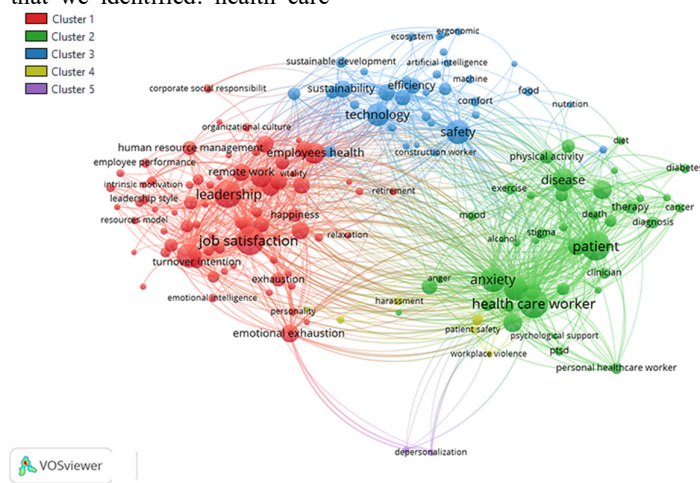 that we identified: health care
Cluster 1
Cluster 2
Cluster 3
Cluster 4
Cluster 5
ecosystem
ergonomic
sustainable development
artificial intelligence
machine
corporate social responsibilit
sustainability
efficiency
food
comfort
nutrition
technology
organizational culture
safety
diet
human resource management
employees health
construction worker
physical activity
employee performance
diabetes
remote work
vitality
disease
intrinsic motivation
leadership
retirement
exercise
leadership style
therapy
cancer
resources model
happiness
mood
death
diagnosis
relaxation
stigma
job satisfaction
alcohol
patient
turnover intention
clinician
exhaustion
anger
anxiety
emotional intelligence
harassment
health care worker
personality
emotional exhaustion
patient safety
psychological support
workplace violence
ptsd
personal healthcare worker
depersonalization
VOSviewer